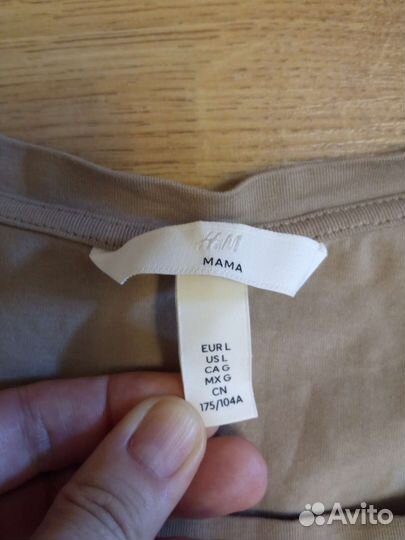 H&M
MAMA
EUR L
US L
CA G
MX G
CN
175/104A
Avito